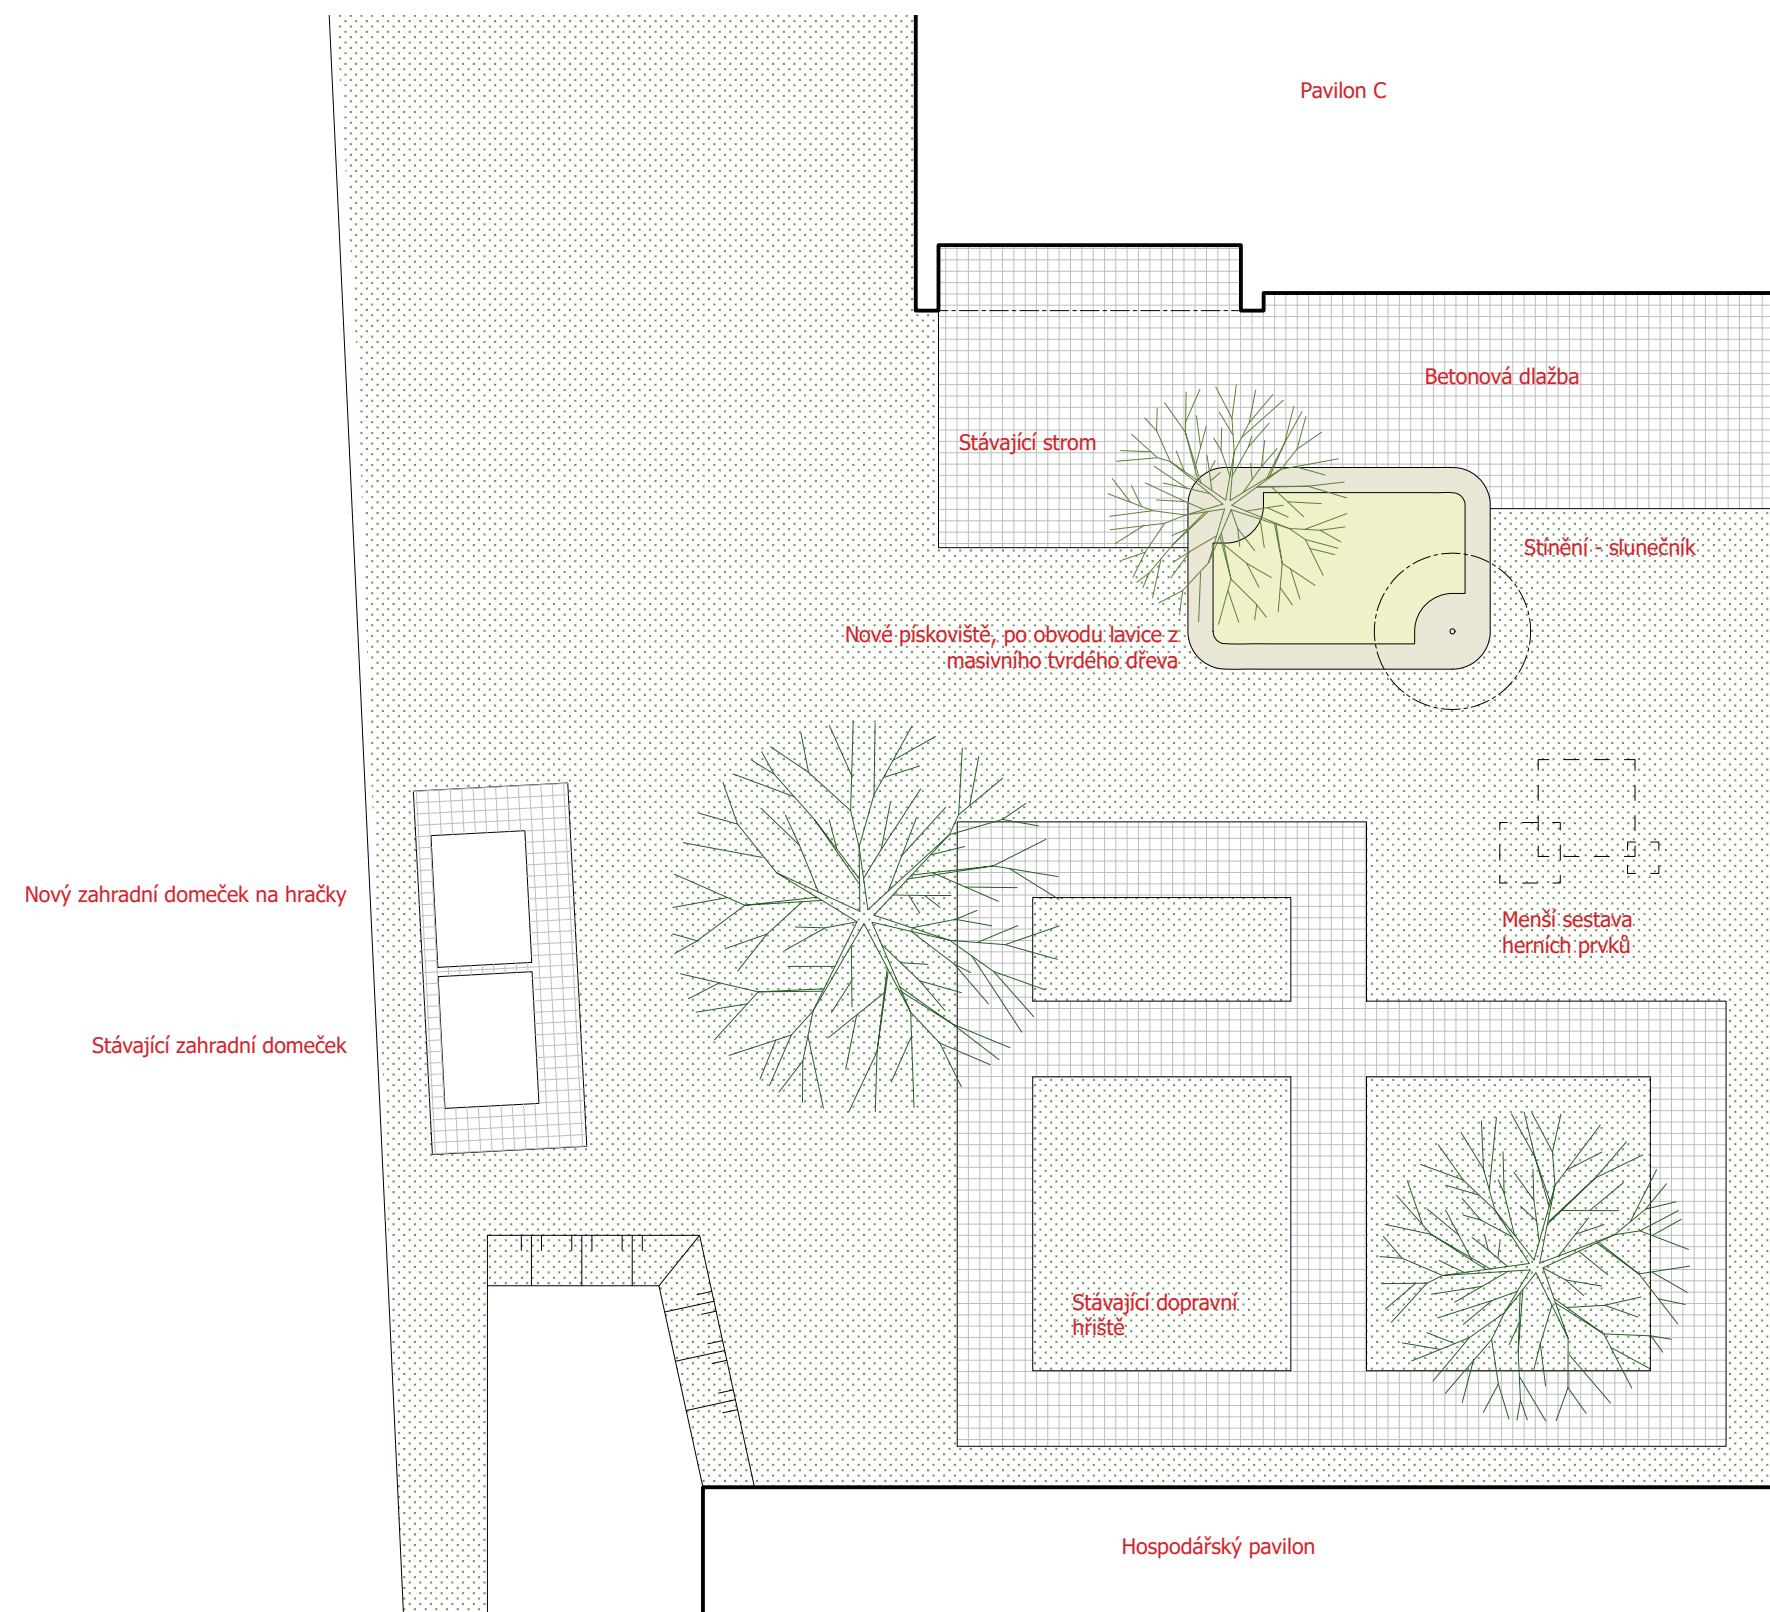 Pavilon C
Betonová dlažba
Stávající strom
Stínění - slunečník
Nové pískoviště, po obvodu lavice z
masivního tvrdého dřeva
Nový zahradní domeček na hračky
Menší sestava
herních prvků
Stávající zahradní domeček
Stávající dopravní
hřiště
Hospodářský pavilon